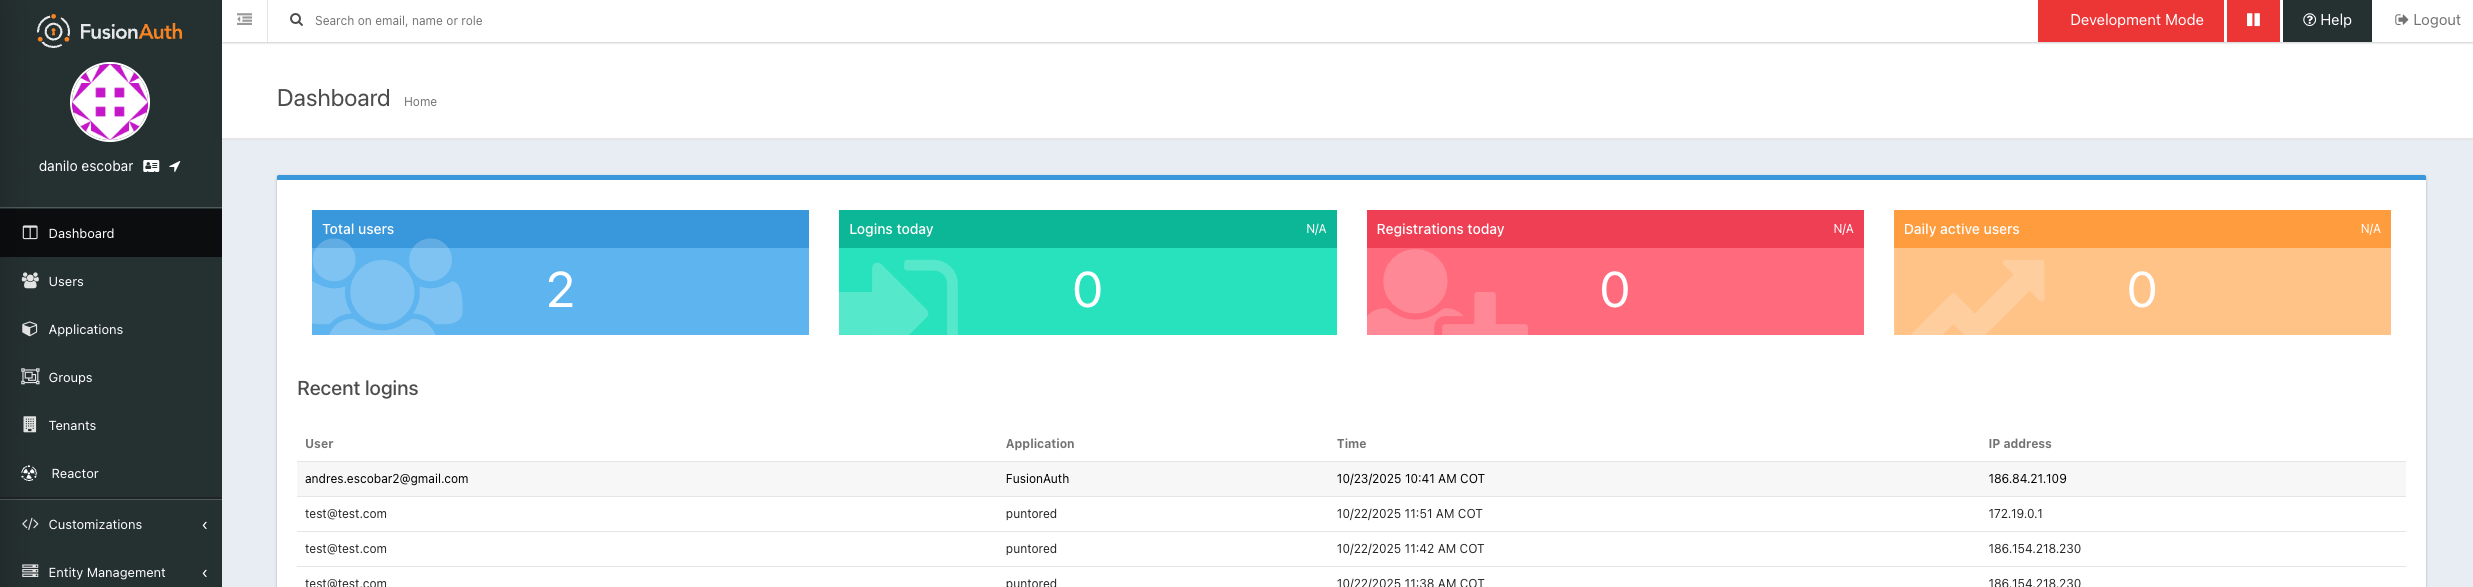 FusionAuth
Search on email, name or role
Development Mode
Help
Logout
danilo escobar
Dashboard
Users
Applications
Groups
Tenants
Reactor
Customizations
Entity Management
Dashboard Home
Total users
2
Logins today N/A
0
Registrations today N/A
0
Daily active users N/A
0
Recent logins
User Application Time IP address
andres.escobar2@gmail.com FusionAuth 10/23/2025 10:41 AM COT 186.84.21.109
test@test.com puntored 10/22/2025 11:51 AM COT 172.19.0.1
test@test.com puntored 10/22/2025 11:42 AM COT 186.154.218.230
test@test.com puntored 10/22/2025 11:38 AM COT 186.154.218.230